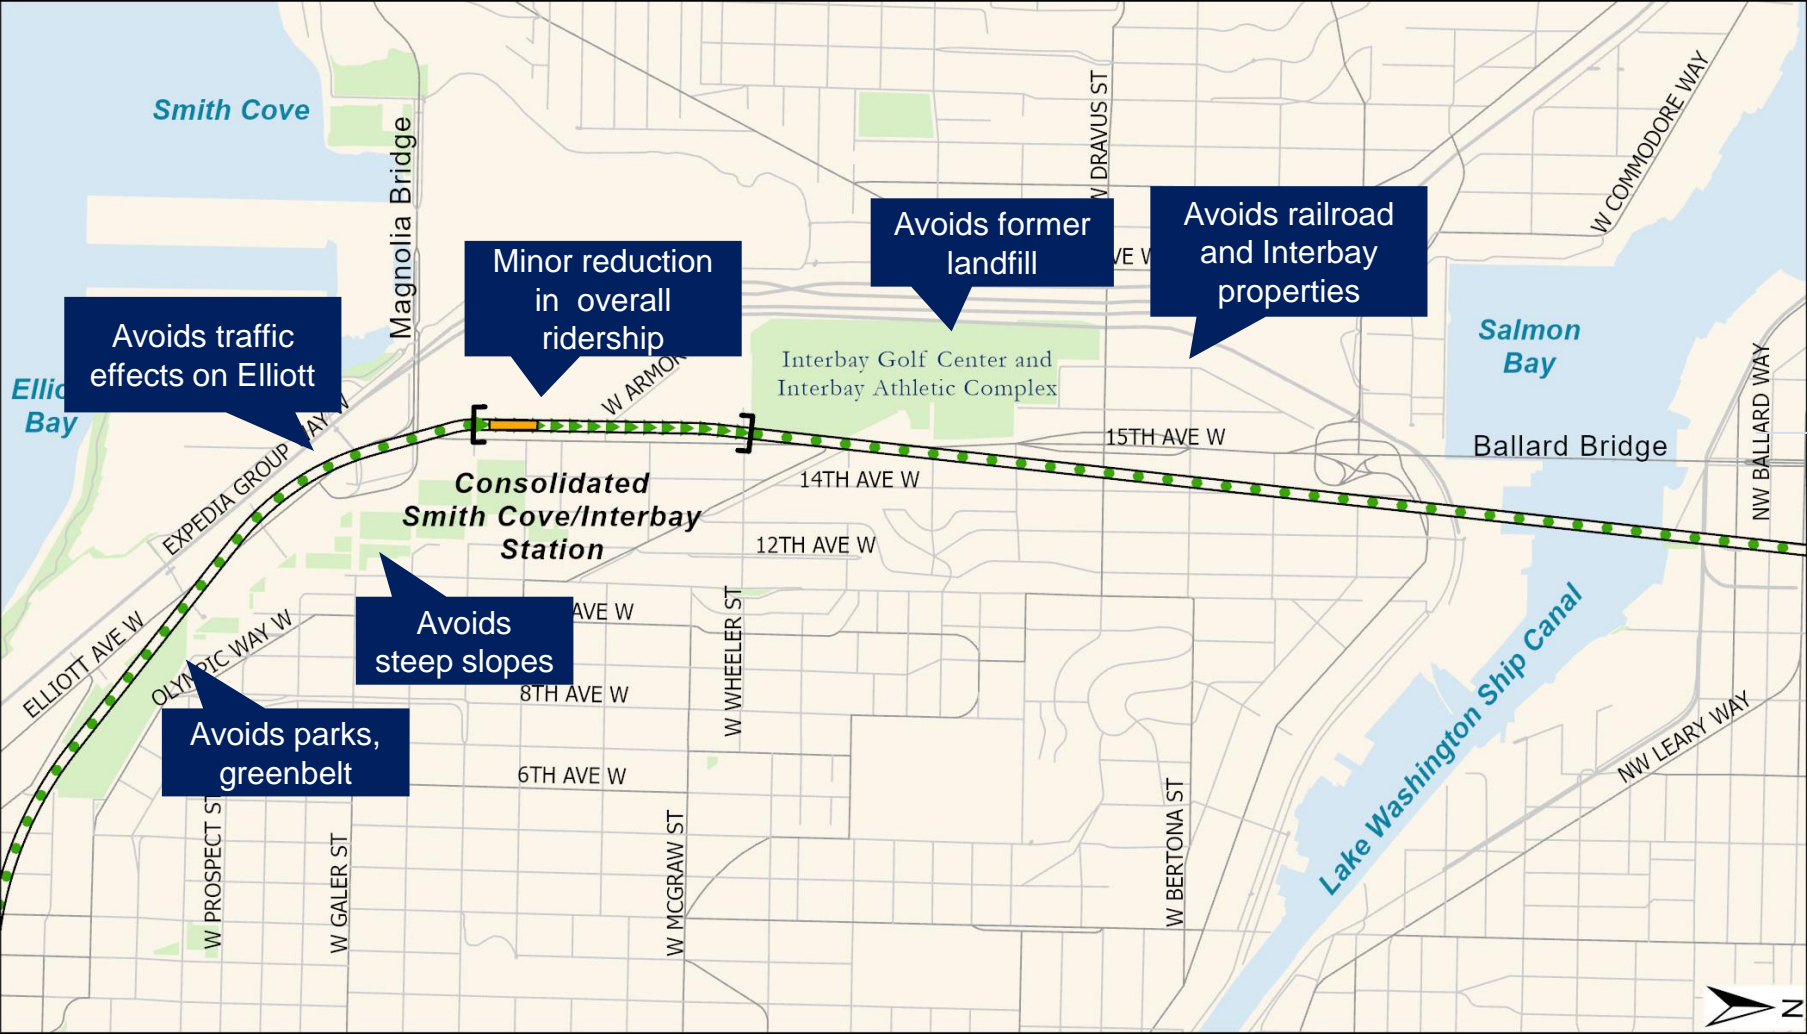 Smith Cove
Magnolia Bridge
W DRAVUS ST
W COMMODORE WAY
Avoids former
landfill
Avoids railroad
and Interbay
properties
VE W
Minor reduction
in overall
ridership
Avoids traffic
effects on Elliott
Bay
Salmon
Bay
Interbay Golf Center and
Interbay Athletic Complex
W ARMOR
EXPEDIA GROUP WAY W
15TH AVE W
Ballard Bridge
NW BALLARD WAY
14TH AVE W
Consolidated
Smith Cove/Interbay
Station
12TH AVE W
ELLIOTT AVE W
OLYMPIC WAY W
Avoids
steep slopes
AVE W
W WHEELER ST
8TH AVE W
Avoids parks,
greenbelt
6TH AVE W
Lake Washington Ship Canal
NW LEARY WAY
W PROSPECT ST
W GALER ST
W MCGRAW ST
W BERTONA ST
N